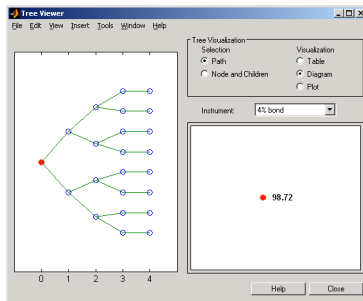 Tree Viewer
File Edit View Insert Tools Window Help
Tree Visualization
Selection
Visualization
Path
Table
Node and Children
Diagram
Plot
Instrument:
4% bond
98.72
0 1 2 3 4
Help
Close